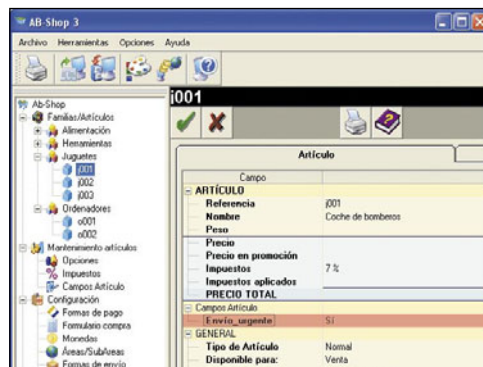 AB-Shop 3
Archivo Herramientas Opciones Ayuda
j001
Ab-Shop
Familias/Artículos
Alimentación
Herramientas
Juguetes
j001
j002
j003
Ordenadores
o001
o002
Mantenimiento artículos
Opciones
Impuestos
Campos Artículo
Configuración
Formas de pago
Formulario compra
Monedas
Areas/SubAreas
Formas de envío
Artículo
Campo
ARTÍCULO
Referencia j001
Nombre Coche de bomberos
Peso
Precio
Precio en promoción
Impuestos 7 %
Impuestos aplicados
PRECIO TOTAL
Campos Artículo
Envío_urgente Sí
GENERAL
Tipo de Artículo Normal
Disponible para: Venta